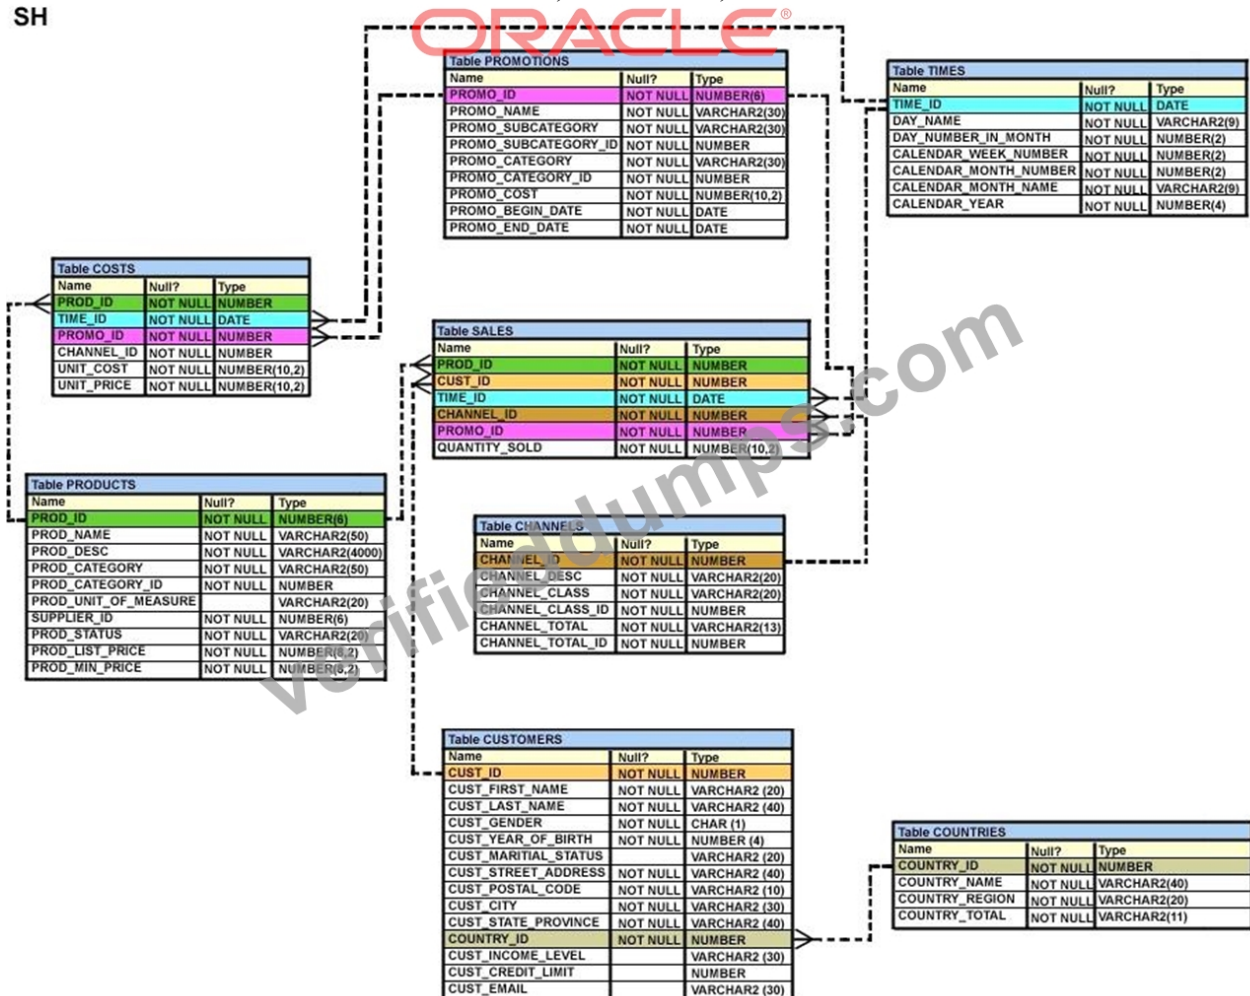 SH
ORACLE®
Table PROMOTIONS
Name Null? Type
PROMO_ID NOT NULL NUMBER(6)
PROMO_NAME NOT NULL VARCHAR2(30)
PROMO_SUBCATEGORY NOT NULL VARCHAR2(30)
PROMO_SUBCATEGORY_ID NOT NULL NUMBER
PROMO_CATEGORY NOT NULL VARCHAR2(30)
PROMO_CATEGORY_ID NOT NULL NUMBER
PROMO_COST NOT NULL NUMBER(10,2)
PROMO_BEGIN_DATE NOT NULL DATE
PROMO_END_DATE NOT NULL DATE
Table TIMES
Name Null? Type
TIME_ID NOT NULL DATE
DAY_NAME NOT NULL VARCHAR2(9)
DAY_NUMBER_IN_MONTH NOT NULL NUMBER(2)
CALENDAR_WEEK_NUMBER NOT NULL NUMBER(2)
CALENDAR_MONTH_NUMBER NOT NULL NUMBER(2)
CALENDAR_MONTH_NAME NOT NULL VARCHAR2(9)
CALENDAR_YEAR NOT NULL NUMBER(4)
Table COSTS
Name Null? Type
PROD_ID NOT NULL NUMBER
TIME_ID NOT NULL DATE
PROMO_ID NOT NULL NUMBER
CHANNEL_ID NOT NULL NUMBER
UNIT_COST NOT NULL NUMBER(10,2)
UNIT_PRICE NOT NULL NUMBER(10,2)
Table SALES
Name Null? Type
PROD_ID NOT NULL NUMBER
CUST_ID NOT NULL NUMBER
TIME_ID NOT NULL DATE
CHANNEL_ID NOT NULL NUMBER
PROMO_ID NOT NULL NUMBER
QUANTITY_SOLD NOT NULL NUMBER(10,2)
Table PRODUCTS
Name Null? Type
PROD_ID NOT NULL NUMBER(6)
PROD_NAME NOT NULL VARCHAR2(50)
PROD_DESC NOT NULL VARCHAR2(4000)
PROD_CATEGORY NOT NULL VARCHAR2(50)
PROD_CATEGORY_ID NOT NULL NUMBER
PROD_UNIT_OF_MEASURE VARCHAR2(20)
SUPPLIER_ID NOT NULL NUMBER(6)
PROD_STATUS NOT NULL VARCHAR2(20)
PROD_LIST_PRICE NOT NULL NUMBER(8,2)
PROD_MIN_PRICE NOT NULL NUMBER(8,2)
Table CHANNELS
Name Null? Type
CHANNEL_ID NOT NULL NUMBER
CHANNEL_DESC NOT NULL VARCHAR2(20)
CHANNEL_CLASS NOT NULL VARCHAR2(20)
CHANNEL_CLASS_ID NOT NULL NUMBER
CHANNEL_TOTAL NOT NULL VARCHAR2(13)
CHANNEL_TOTAL_ID NOT NULL NUMBER
Table CUSTOMERS
Name Null? Type
CUST_ID NOT NULL NUMBER
CUST_FIRST_NAME NOT NULL VARCHAR2 (20)
CUST_LAST_NAME NOT NULL VARCHAR2 (40)
CUST_GENDER NOT NULL CHAR (1)
CUST_YEAR_OF_BIRTH NOT NULL NUMBER (4)
CUST_MARITIAL_STATUS VARCHAR2 (20)
CUST_STREET_ADDRESS NOT NULL VARCHAR2 (40)
CUST_POSTAL_CODE NOT NULL VARCHAR2 (10)
CUST_CITY NOT NULL VARCHAR2 (30)
CUST_STATE_PROVINCE NOT NULL VARCHAR2 (40)
COUNTRY_ID NOT NULL NUMBER
CUST_INCOME_LEVEL VARCHAR2 (30)
CUST_CREDIT_LIMIT NUMBER
CUST_EMAIL VARCHAR2 (30)
Table COUNTRIES
Name Null? Type
COUNTRY_ID NOT NULL NUMBER
COUNTRY_NAME NOT NULL VARCHAR2(40)
COUNTRY_REGION NOT NULL VARCHAR2(20)
COUNTRY_TOTAL NOT NULL VARCHAR2(11)
verifieddumps.com